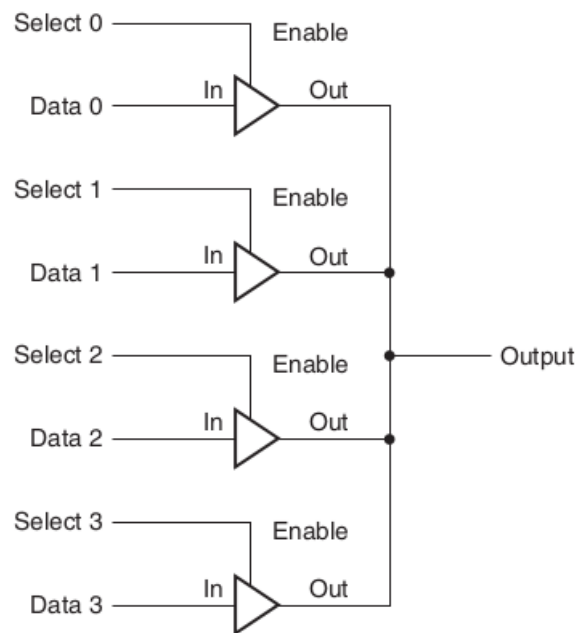 Select 0
Enable
In
Out
Data 0
Select 1
Enable
In
Out
Data 1
Select 2
Enable
Output
In
Out
Data 2
Select 3
Enable
In
Out
Data 3